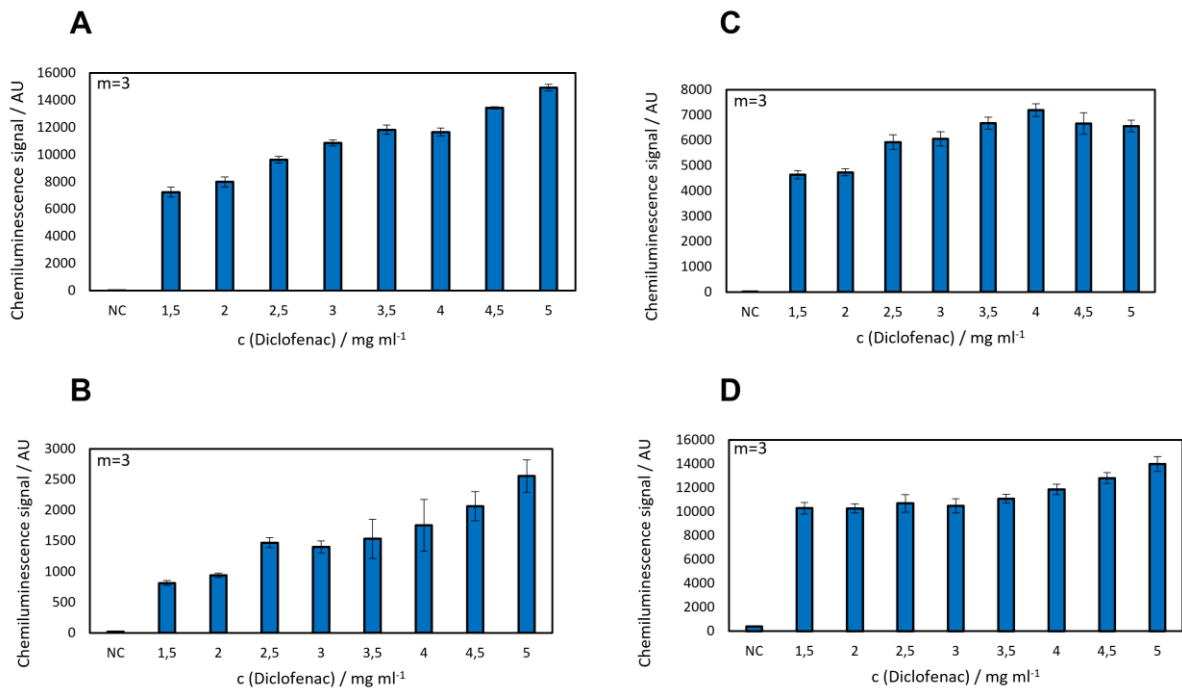 A
Chemiluminescence signal / AU
m=3
16000
14000
12000
10000
8000
6000
4000
2000
0
NC 1,5 2 2,5 3 3,5 4 4,5 5
c (Diclofenac) / mg ml⁻¹
B
Chemiluminescence signal / AU
m=3
3000
2500
2000
1500
1000
500
0
NC 1,5 2 2,5 3 3,5 4 4,5 5
c (Diclofenac) / mg ml⁻¹
C
Chemiluminescence signal / AU
m=3
8000
7000
6000
5000
4000
3000
2000
1000
0
NC 1,5 2 2,5 3 3,5 4 4,5 5
c (Diclofenac) / mg ml⁻¹
D
Chemiluminescence signal / AU
m=3
16000
14000
12000
10000
8000
6000
4000
2000
0
NC 1,5 2 2,5 3 3,5 4 4,5 5
c (Diclofenac) / mg ml⁻¹